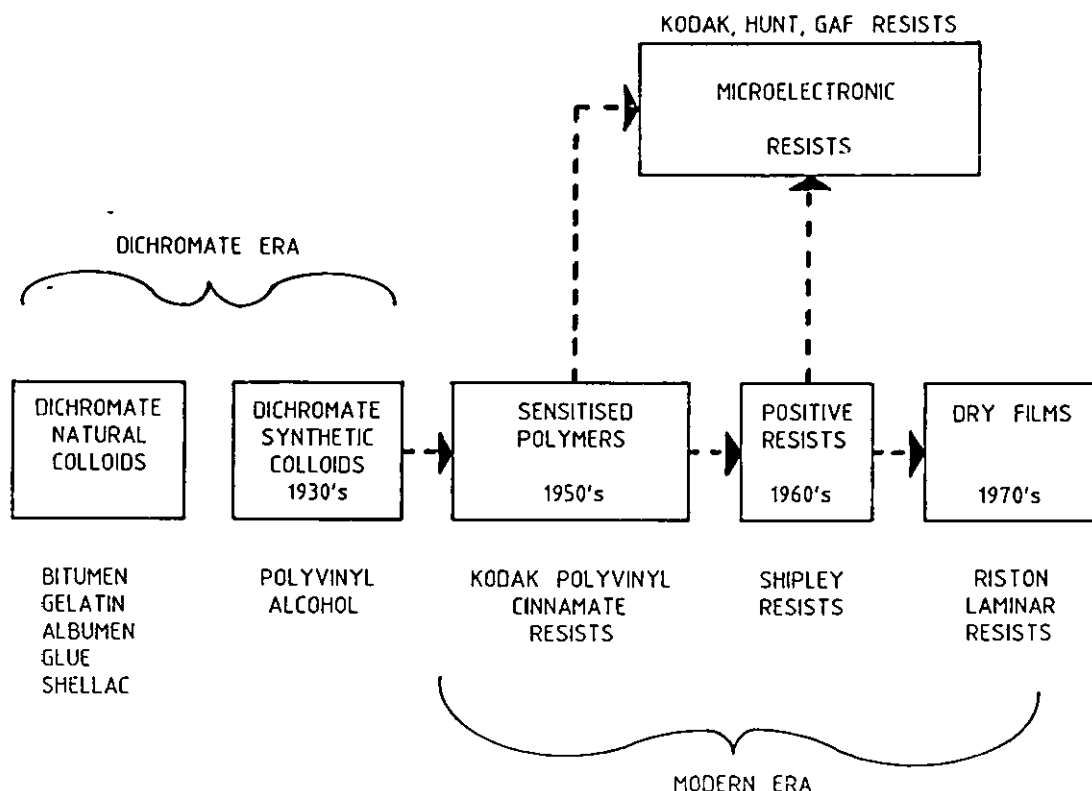 KODAK, HUNT, GAF RESISTS
MICROELECTRONIC
RESISTS
DICHROMATE ERA
DICHROMATE
NATURAL
COLLOIDS
DICHROMATE
SYNTHETIC
COLLOIDS
1930's
SENSITISED
POLYMERS
1950's
POSITIVE
RESISTS
1960's
DRY FILMS
1970's
BITUMEN
GELATIN
ALBUMEN
GLUE
SHELLAC
POLYVINYL
ALCOHOL
KODAK POLYVINYL
CINNAMATE
RESISTS
SHIPLEY
RESISTS
RISTON
LAMINAR
RESISTS
MODERN ERA